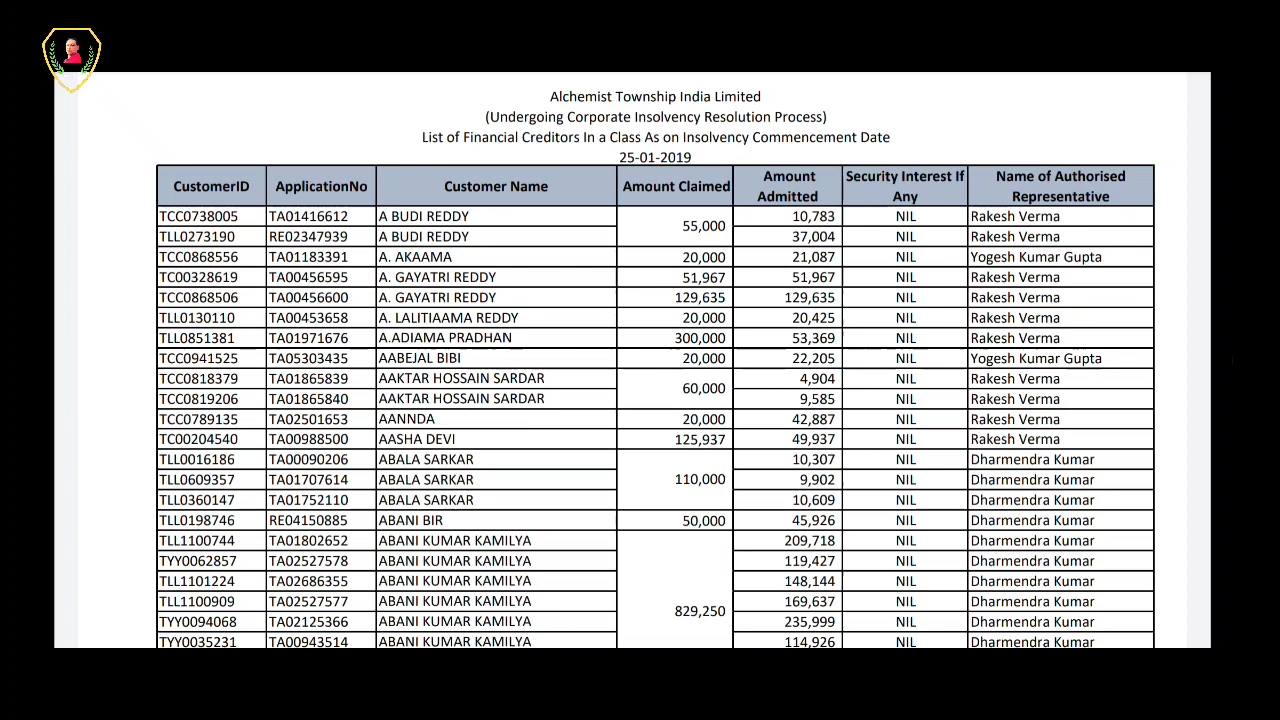 Alchemist Township India Limited
(Undergoing Corporate Insolvency Resolution Process)
List of Financial Creditors In a Class As on Insolvency Commencement Date
25-01-2019
CustomerID ApplicationNo Customer Name Amount Claimed Amount Admitted Security Interest If Any Name of Authorised Representative
TCC0738005 TA01416612 A BUDI REDDY 55,000 10,783 NIL Rakesh Verma
TLL0273190 RE02347939 A BUDI REDDY 37,004 NIL Rakesh Verma
TCC0868556 TA01183391 A. AKAAMA 20,000 21,087 NIL Yogesh Kumar Gupta
TC00328619 TA00456595 A. GAYATRI REDDY 51,967 51,967 NIL Rakesh Verma
TCC0868506 TA00456600 A. GAYATRI REDDY 129,635 129,635 NIL Rakesh Verma
TLL0130110 TA00453658 A. LALITIAAMA REDDY 20,000 20,425 NIL Rakesh Verma
TLL0851381 TA01971676 A.ADIAMA PRADHAN 300,000 53,369 NIL Rakesh Verma
TCC0941525 TA05303435 AABEJAL BIBI 20,000 22,205 NIL Yogesh Kumar Gupta
TCC0818379 TA01865839 AAKTAR HOSSAIN SARDAR 60,000 4,904 NIL Rakesh Verma
TCC0819206 TA01865840 AAKTAR HOSSAIN SARDAR 9,585 NIL Rakesh Verma
TCC0789135 TA02501653 AANNDA 20,000 42,887 NIL Rakesh Verma
TC00204540 TA00988500 AASHA DEVI 125,937 49,937 NIL Rakesh Verma
TLL0016186 TA00090206 ABALA SARKAR 10,307 NIL Dharmendra Kumar
TLL0609357 TA01707614 ABALA SARKAR 110,000 9,902 NIL Dharmendra Kumar
TLL0360147 TA01752110 ABALA SARKAR 10,609 NIL Dharmendra Kumar
TLL0198746 RE04150885 ABANI BIR 50,000 45,926 NIL Dharmendra Kumar
TLL1100744 TA01802652 ABANI KUMAR KAMILYA 209,718 NIL Dharmendra Kumar
TYY0062857 TA02527578 ABANI KUMAR KAMILYA 119,427 NIL Dharmendra Kumar
TLL1101224 TA02686355 ABANI KUMAR KAMILYA 148,144 NIL Dharmendra Kumar
TLL1100909 TA02527577 ABANI KUMAR KAMILYA 829,250 169,637 NIL Dharmendra Kumar
TYY0094068 TA02125366 ABANI KUMAR KAMILYA 235,999 NIL Dharmendra Kumar
TYY0035231 TA00943514 ABANI KUMAR KAMILYA 114,926 NIL Dharmendra Kumar